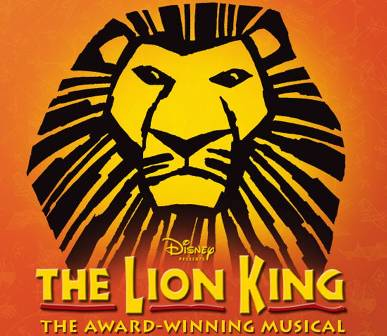 Disney
PRESENTS
THE LION KING
THE AWARD-WINNING MUSICAL